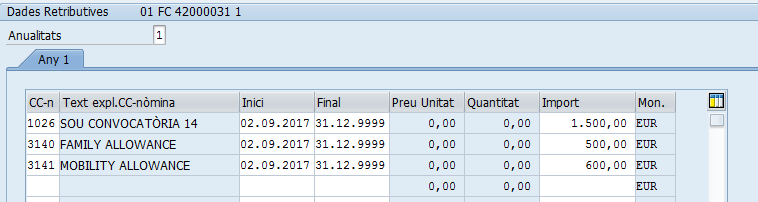 Dades Retributives 01 FC 42000031 1
Anualitats 1
Any 1
CC-n Text expl.CC-nòmina Inici Final Preu Unitat Quantitat Import Mon.
1026 SOU CONVOCATÒRIA 14 02.09.2017 31.12.9999 0,00 0,00 1.500,00 EUR
3140 FAMILY ALLOWANCE 02.09.2017 31.12.9999 0,00 0,00 500,00 EUR
3141 MOBILITY ALLOWANCE 02.09.2017 31.12.9999 0,00 0,00 600,00 EUR
0,00 0,00 EUR